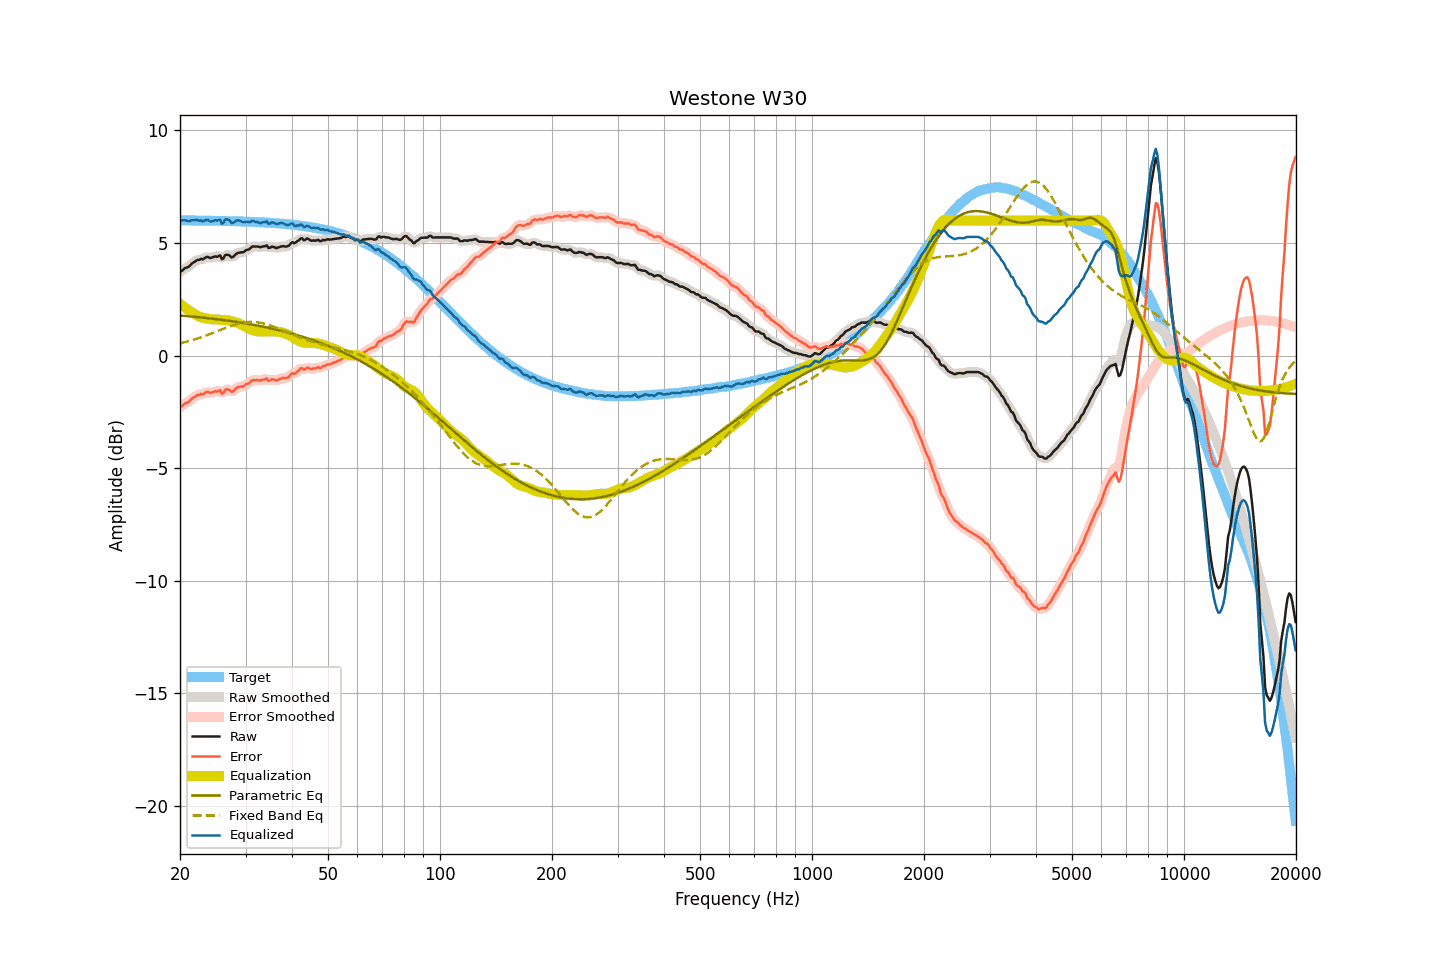 Westone W30
10
5
0
−5
−10
−15
−20
Amplitude (dBr)
Target
Raw Smoothed
Error Smoothed
Raw
Error
Equalization
Parametric Eq
Fixed Band Eq
Equalized
20 50 100 200 500 1000 2000 5000 10000 20000
Frequency (Hz)